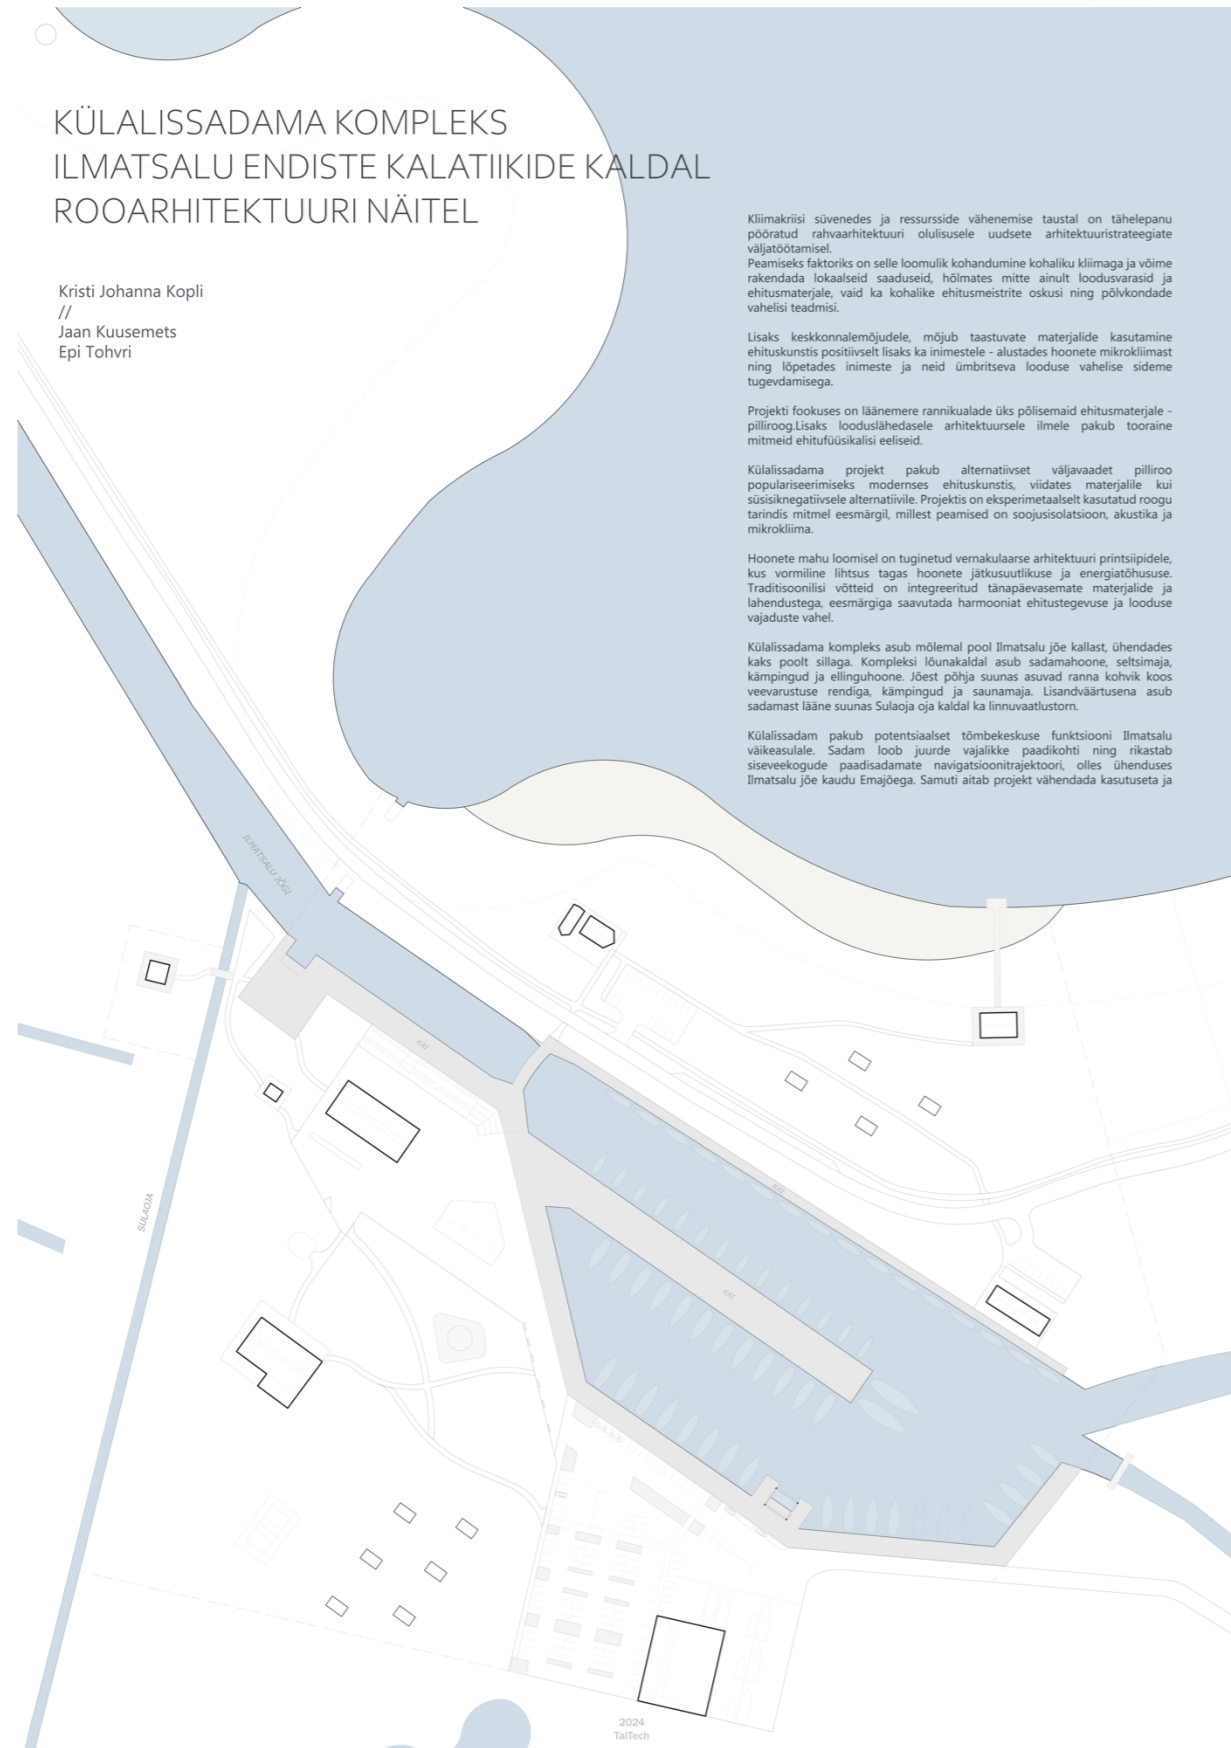 KÜLALISSADAMA KOMPLEKS
ILMATSALU ENDISTE KALATIIKIDE KALDAL
ROOARHITEKTUURI NÄITEL
Kristi Johanna Kopli
//
Jaan Kuusemets
Epi Tohvri
Kliimakriisi süvenedes ja ressursside vähenemise taustal on tähelepanu
pööratud rahvaarhitektuuri olulisusele uudsete arhitektuuristrateegiate
väljatöötamisel.
Peamiseks faktoriks on selle loomulik kohandumine kohaliku kliimaga ja võime
rakendada lokaalseid saaduseid, hõlmates mitte ainult loodusvarasid ja
ehitusmaterjale, vaid ka kohalike ehitusmeistrite oskusi ning põlvkondade
vahelisi teadmisi.
Lisaks keskkonnalemõjudele, mõjub taastuvate materjalide kasutamine
ehituskunstis positiivselt lisaks ka inimestele - alustades hoonete mikrokliimast
ning lõpetades inimeste ja neid ümbritseva looduse vahelise sideme
tugevdamisega.
Projekti fookuses on läänemere rannikualade üks põlisemaid ehitusmaterjale -
pilliroog.Lisaks looduslähedasele arhitektuursele ilmele pakub tooraine
mitmeid ehitufüüsikalisi eeliseid.
Külalissadama projekt pakub alternatiivset väljavaadet pilliroo
populariseerimiseks modernses ehituskunstis, viidates materjalile kui
süsisiknegatiivsele alternatiivile. Projektis on eksperimetaalselt kasutatud roogu
tarindis mitmel eesmärgil, millest peamised on soojusisolatsioon, akustika ja
mikrokliima.
Hoonete mahu loomisel on tuginetud vernakulaarse arhitektuuri printsiipidele,
kus vormiline lihtsus tagas hoonete jätkusuutlikuse ja energiatõhususe.
Traditisoonilisi võtteid on integreeritud tänapäevasemate materjalide ja
lahendustega, eesmärgiga saavutada harmooniat ehitustegevuse ja looduse
vajaduste vahel.
Külalissadama kompleks asub mõlemal pool Ilmatsalu jõe kallast, ühendades
kaks poolt sillaga. Kompleksi lõunakaldal asub sadamahoone, seltsimaja,
kämpingud ja ellinguhoone. Jõest põhja suunas asuvad ranna kohvik koos
veevarustuse rendiga, kämpingud ja saunamaja. Lisandväärtusena asub
sadamast lääne suunas Sulaoja oja kaldal ka linnuvaatlustorn.
Külalissadam pakub potentsiaalset tõmbekeskuse funktsiooni Ilmatsalu
väikeasulale. Sadam loob juurde vajalikke paadikohti ning rikastab
siseveekogude paadisadamate navigatsioonitrajektoori, olles ühenduses
Ilmatsalu jõe kaudu Emajõega. Samuti aitab projekt vähendada kasutuseta ja
ILMATSALU JÕGI
KAI
KAI
SULAOJA
KAI
2024
TalTech